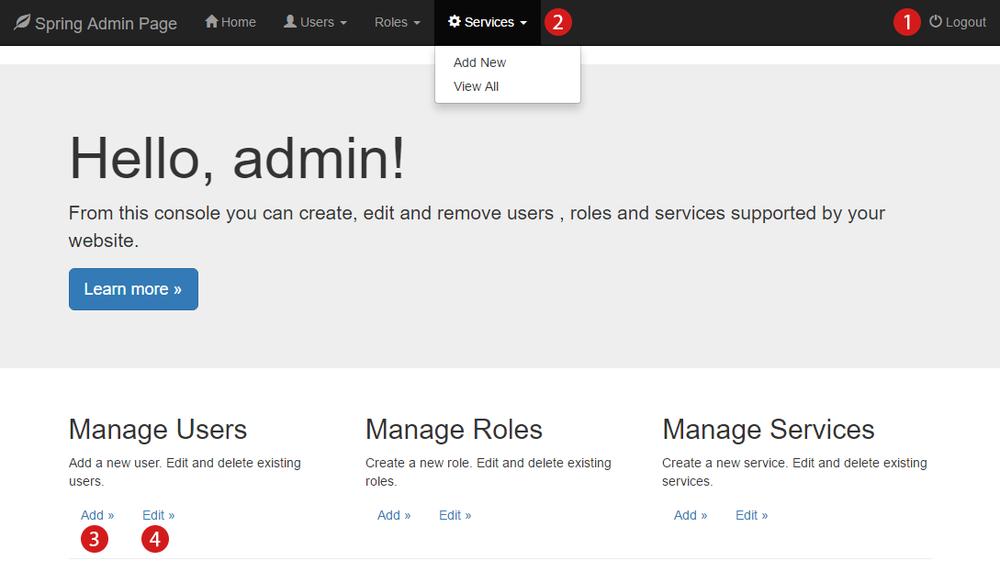 Spring Admin Page Home Users Roles Services 2 1 Logout
Add New
View All
Hello, admin!
From this console you can create, edit and remove users , roles and services supported by your
website.
Learn more »
Manage Users
Add a new user. Edit and delete existing
users.
Add » Edit »
3 4
Manage Roles
Create a new role. Edit and delete existing
roles.
Add » Edit »
Manage Services
Create a new service. Edit and delete existing
services.
Add » Edit »